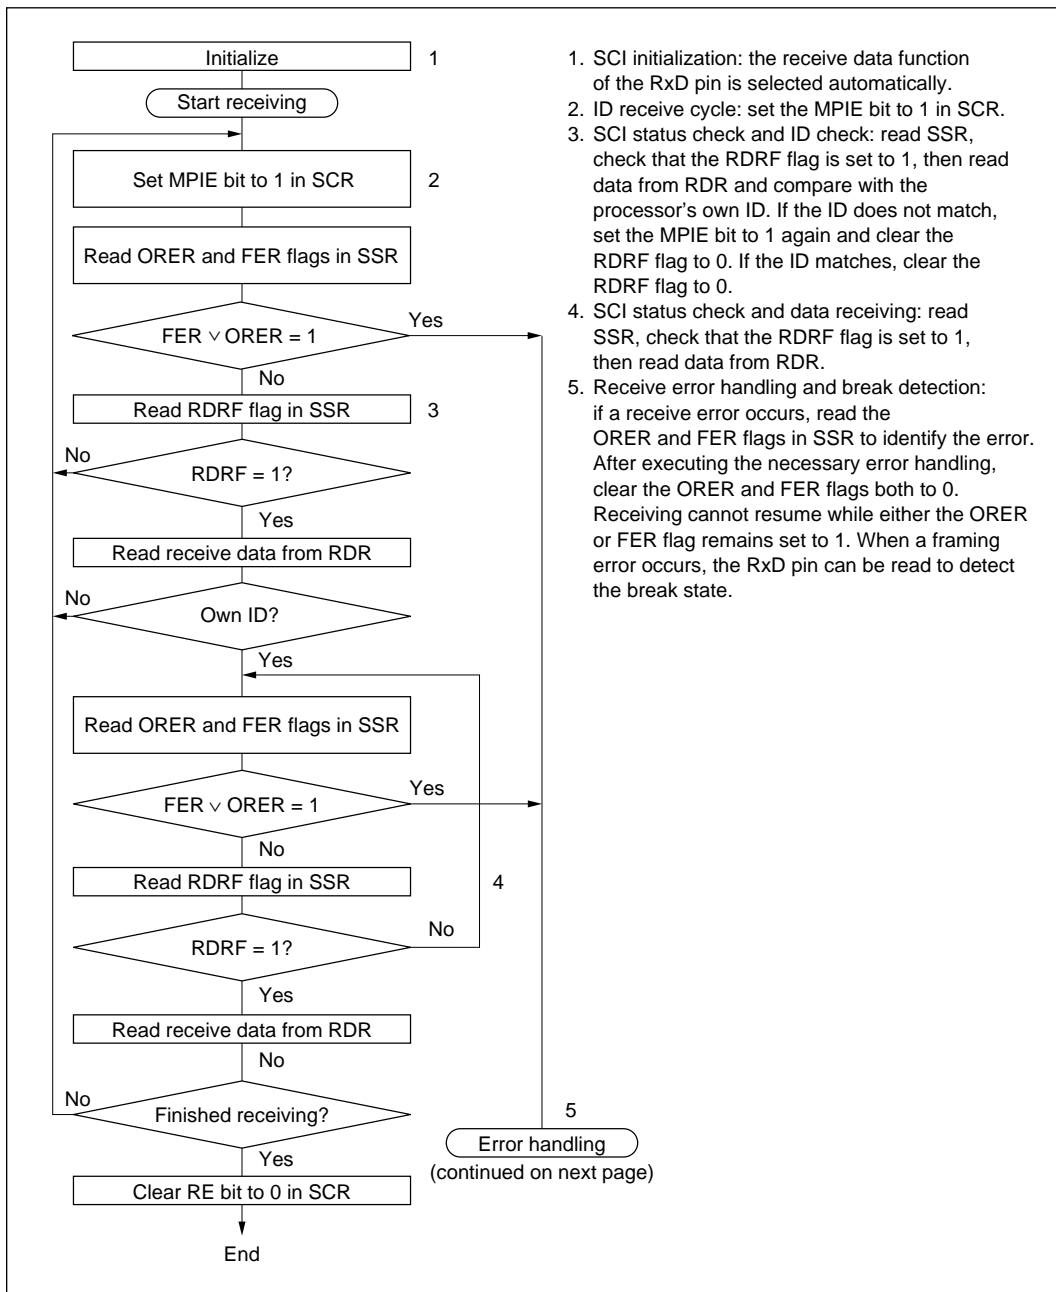 Initialize
1
Start receiving
Set MPIE bit to 1 in SCR
2
Read ORER and FER flags in SSR
FER ∨ ORER = 1
Yes
No
Read RDRF flag in SSR
3
No
RDRF = 1?
Yes
Read receive data from RDR
No
Own ID?
Yes
Read ORER and FER flags in SSR
FER ∨ ORER = 1
Yes
No
Read RDRF flag in SSR
4
RDRF = 1?
No
Yes
Read receive data from RDR
No
No
Finished receiving?
Yes
Clear RE bit to 0 in SCR
End
5
Error handling
(continued on next page)
1. SCI initialization: the receive data function
of the RxD pin is selected automatically.
2. ID receive cycle: set the MPIE bit to 1 in SCR.
3. SCI status check and ID check: read SSR,
check that the RDRF flag is set to 1, then read
data from RDR and compare with the
processor's own ID. If the ID does not match,
set the MPIE bit to 1 again and clear the
RDRF flag to 0. If the ID matches, clear the
RDRF flag to 0.
4. SCI status check and data receiving: read
SSR, check that the RDRF flag is set to 1,
then read data from RDR.
5. Receive error handling and break detection:
if a receive error occurs, read the
ORER and FER flags in SSR to identify the error.
After executing the necessary error handling,
clear the ORER and FER flags both to 0.
Receiving cannot resume while either the ORER
or FER flag remains set to 1. When a framing
error occurs, the RxD pin can be read to detect
the break state.